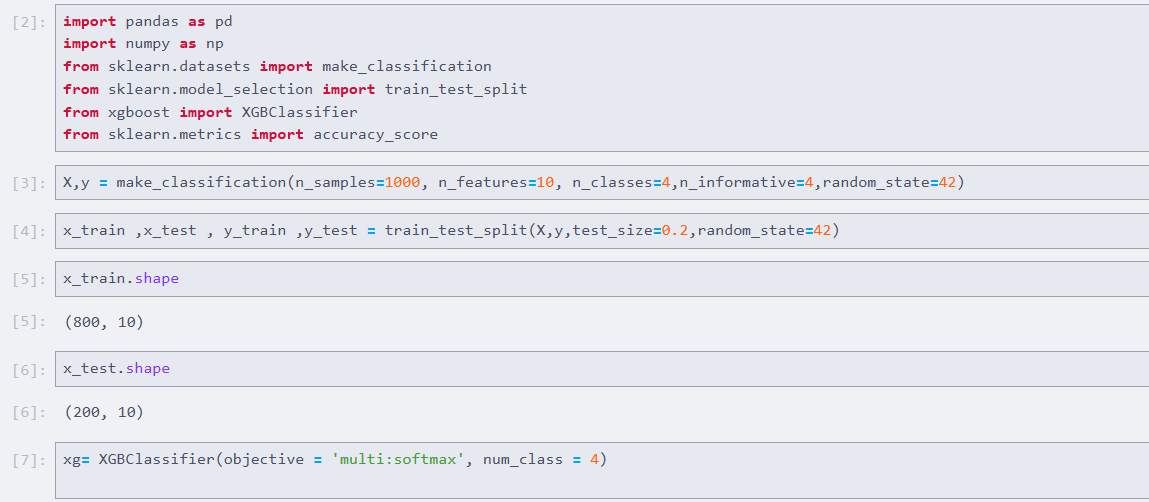 [2]: import pandas as pd
import numpy as np
from sklearn.datasets import make_classification
from sklearn.model_selection import train_test_split
from xgboost import XGBClassifier
from sklearn.metrics import accuracy_score
[3]: X,y = make_classification(n_samples=1000, n_features=10, n_classes=4,n_informative=4,random_state=42)
[4]: x_train ,x_test , y_train ,y_test = train_test_split(X,y,test_size=0.2,random_state=42)
[5]: x_train.shape
[5]: (800, 10)
[6]: x_test.shape
[6]: (200, 10)
[7]: xg= XGBClassifier(objective = 'multi:softmax', num_class = 4)